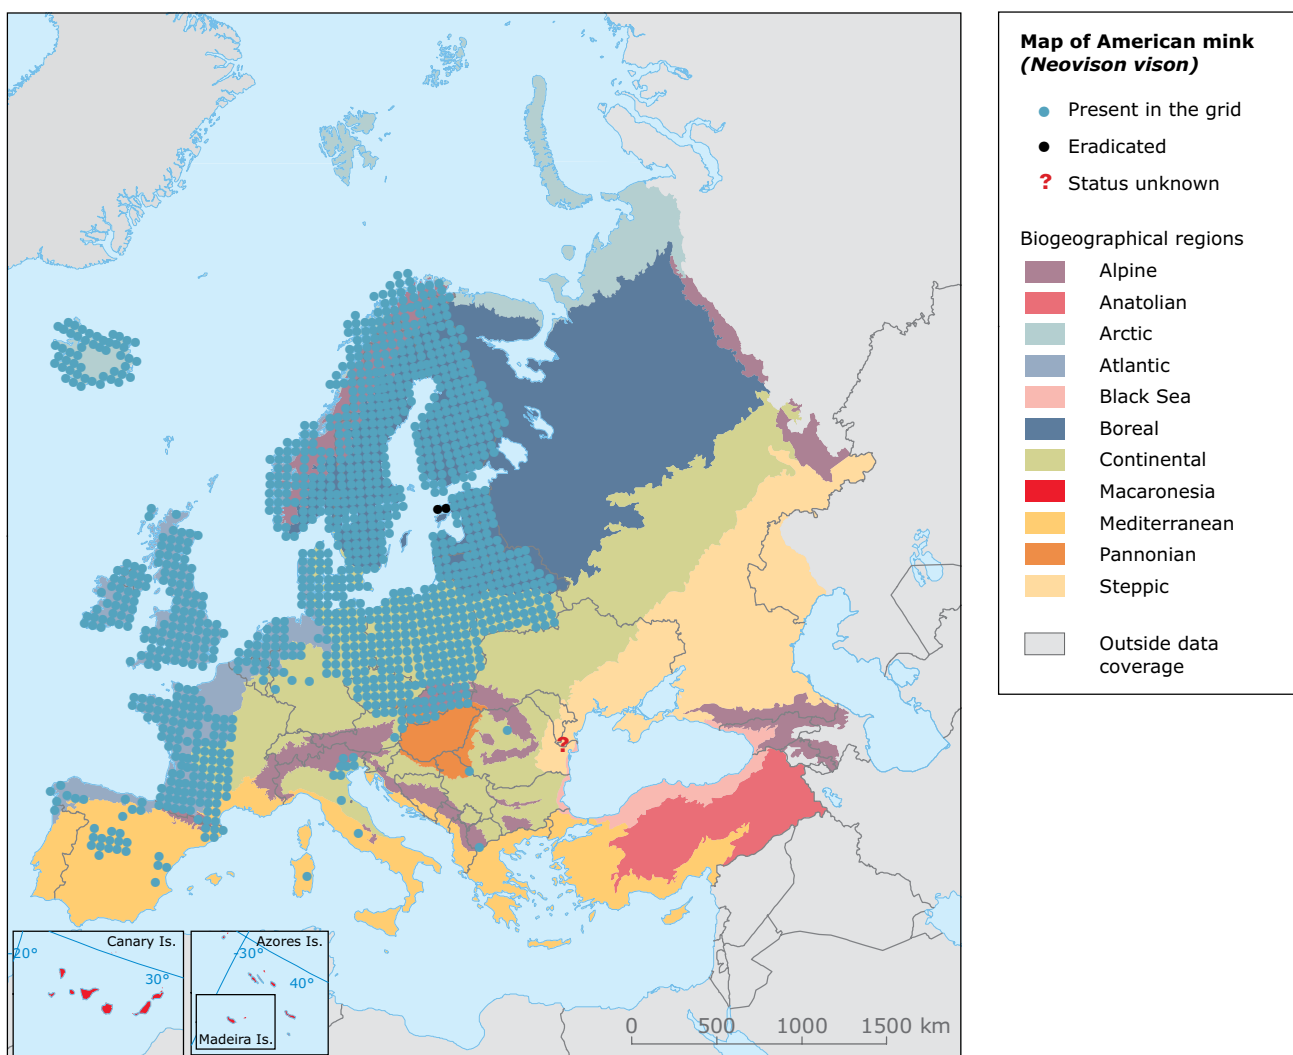 Map of American mink
(Neovison vison)
Present in the grid
Eradicated
? Status unknown
Biogeographical regions
Alpine
Anatolian
Arctic
Atlantic
Black Sea
Boreal
Continental
Macaronesia
Mediterranean
Pannonian
Steppic
Outside data
coverage
?
Canary Is.
20°
30°
Azores Is.
-30°
40°
Madeira Is.
0 500 1000 1500 km